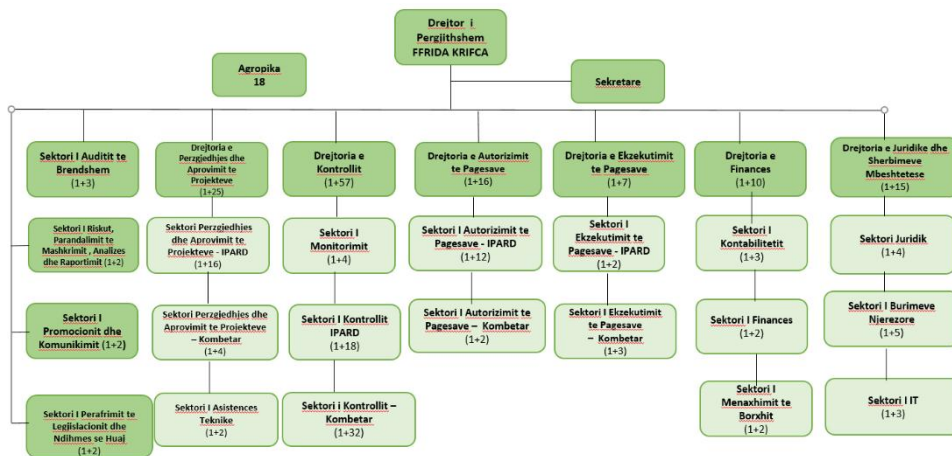 Drejtor i
Pergjithshem
FFRIDA KRIFCA
Agropika
18
Sekretare
Sektori I Auditit te
Brendshem
(1+3)
Drejtoria e
Perzgjedhjes dhe
Aprovimit te
Projekteve
(1+25)
Drejtoria e
Kontrollit
(1+57)
Drejtoria e Autorizimit
te Pagesave
(1+16)
Drejtoria e Ekzekutimit
te Pagesave
(1+7)
Drejtoria e
Finances
(1+10)
Drejtoria e Juridike dhe
Sherbimeve
Mbeshtetese
(1+15)
Sektori I Riskut,
Parandalimit te
Mashkrimit , Analizes
dhe Raportimit (1+2)
Sektori Perzgjedhjes
dhe Aprovimit te
Projekteve - IPARD
(1+16)
Sektori I
Monitorimit
(1+4)
Sektori I Autorizimit te
Pagesave - IPARD
(1+12)
Sektori I
Ekzekutimit te
Pagesave - IPARD
(1+2)
Sektori I
Kontabilitetit
(1+3)
Sektori Juridik
(1+4)
Sektori I
Promocionit dhe
Komunikimit (1+2)
Sektori Perzgjedhjes dhe
Aprovimit te Projekteve
– Kombetar
(1+4)
Sektori I Kontrollit
IPARD
(1+18)
Sektori I Autorizimit te
Pagesave – Kombetar
(1+2)
Sektori I Ekzekutimit
te Pagesave
– Kombetar
(1+3)
Sektori I Finances
(1+2)
Sektori I Burimeve
Njerezore
(1+5)
Sektori I Perafrimit te
Legjislacionit dhe
Ndihmes se Huaj
(1+2)
Sektori I Asistences
Teknike
(1+2)
Sektori i Kontrollit –
Kombetar
(1+32)
Sektori I
Menaxhimit te
Borxhit
(1+2)
Sektori I IT
(1+3)